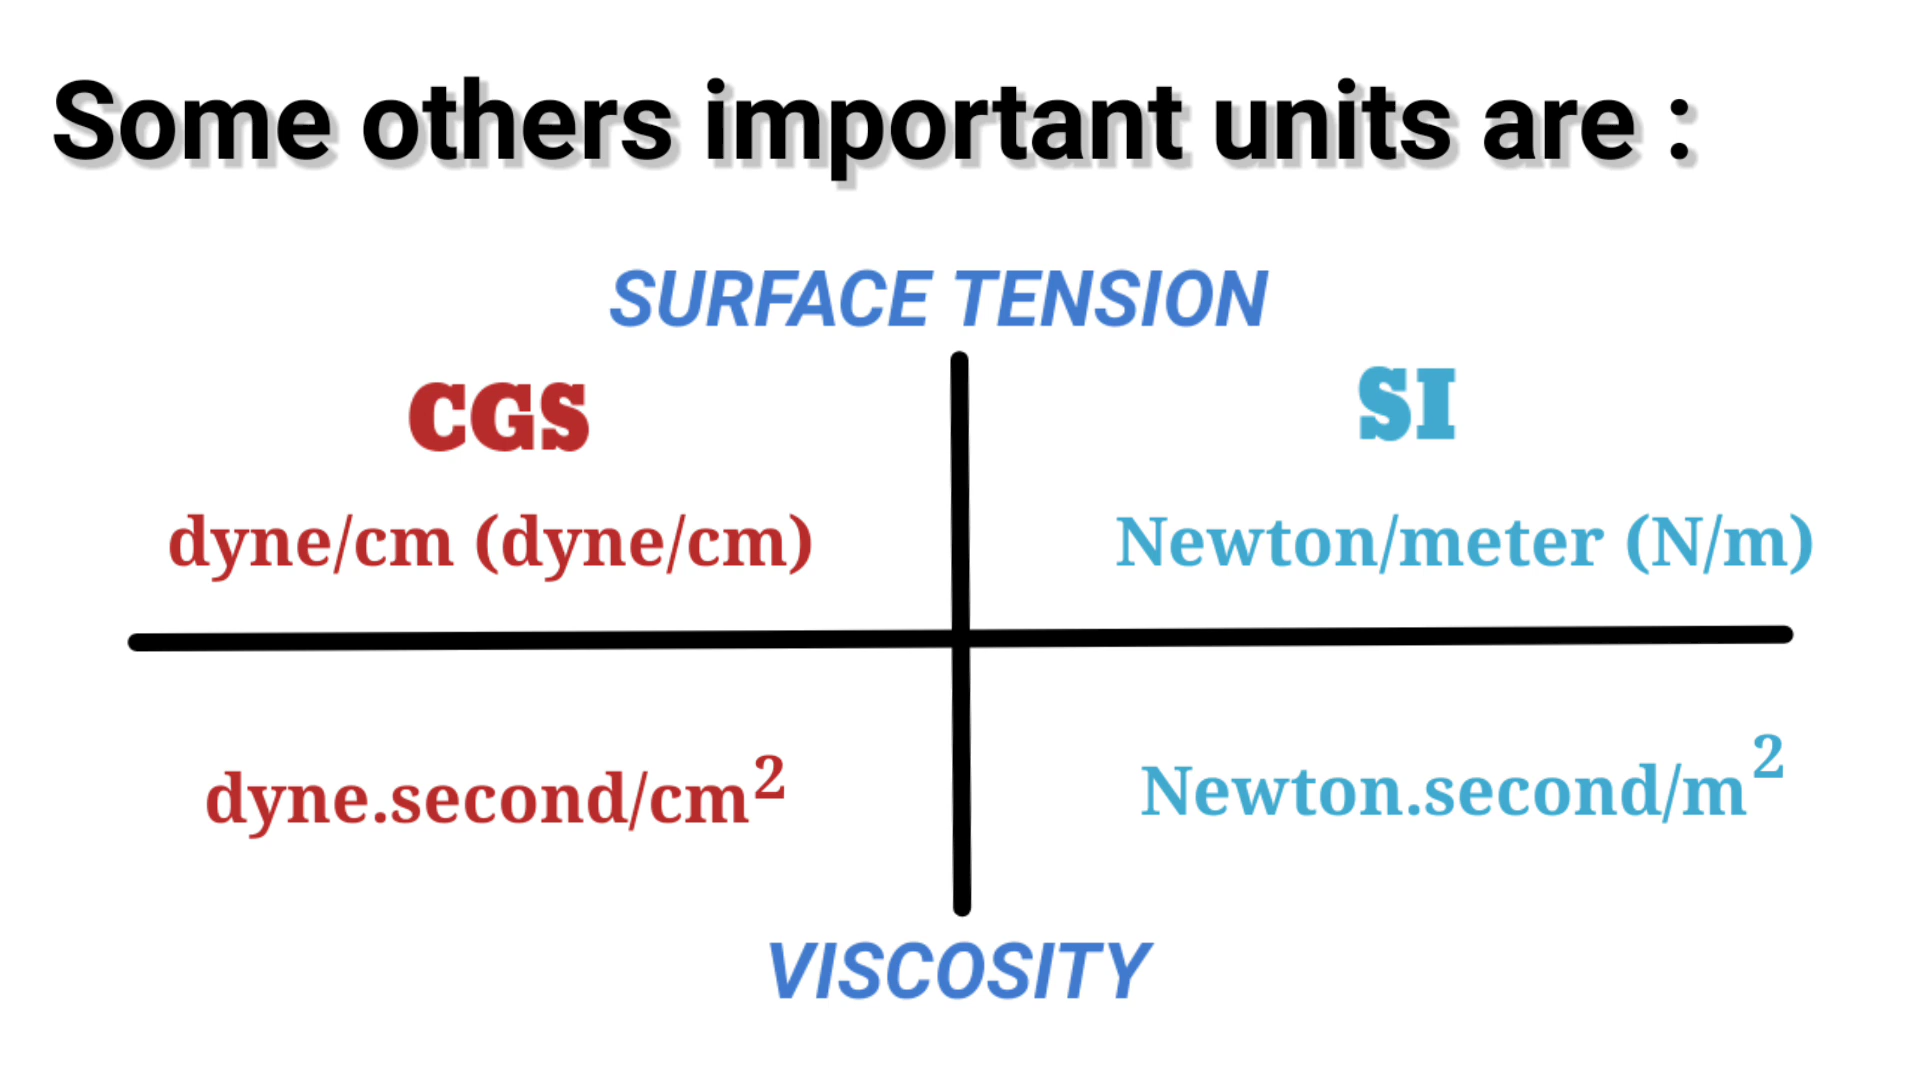 Some others important units are :
SURFACE TENSION
CGS
SI
dyne/cm (dyne/cm)
Newton/meter (N/m)
dyne.second/cm²
Newton.second/m²
VISCOSITY